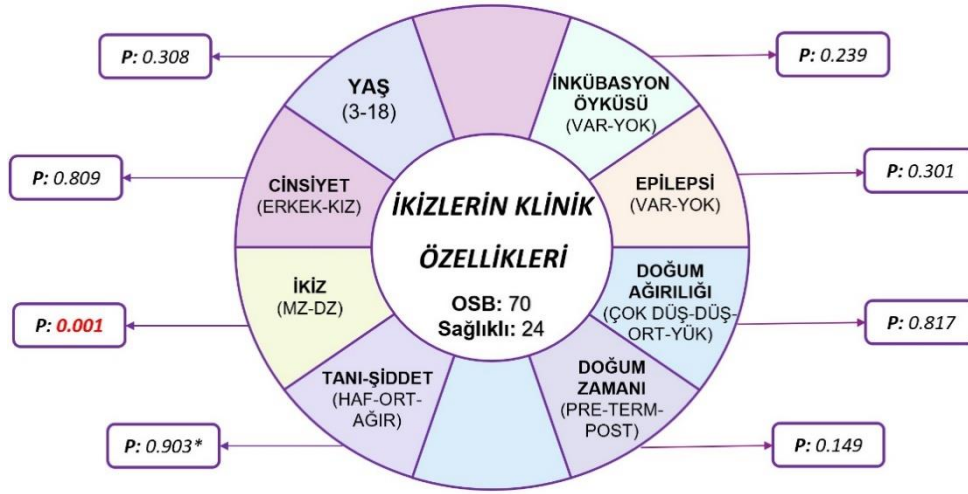 P: 0.308
P: 0.239
YAŞ
(3-18)
İNKÜBASYON
ÖYKÜSÜ
(VAR-YOK)
P: 0.809
P: 0.301
CİNSİYET
(ERKEK-KIZ)
EPİLEPSİ
(VAR-YOK)
İKİZLERİN KLİNİK
ÖZELLİKLERİ
OSB: 70
Sağlıklı: 24
İKİZ
(MZ-DZ)
DOĞUM
AĞIRILIĞI
(ÇOK DÜŞ-DÜŞ-
ORT-YÜK)
P: 0.001
P: 0.817
TANI-ŞİDDET
(HAF-ORT-
AĞIR)
DOĞUM
ZAMANI
(PRE-TERM-
POST)
P: 0.903*
P: 0.149